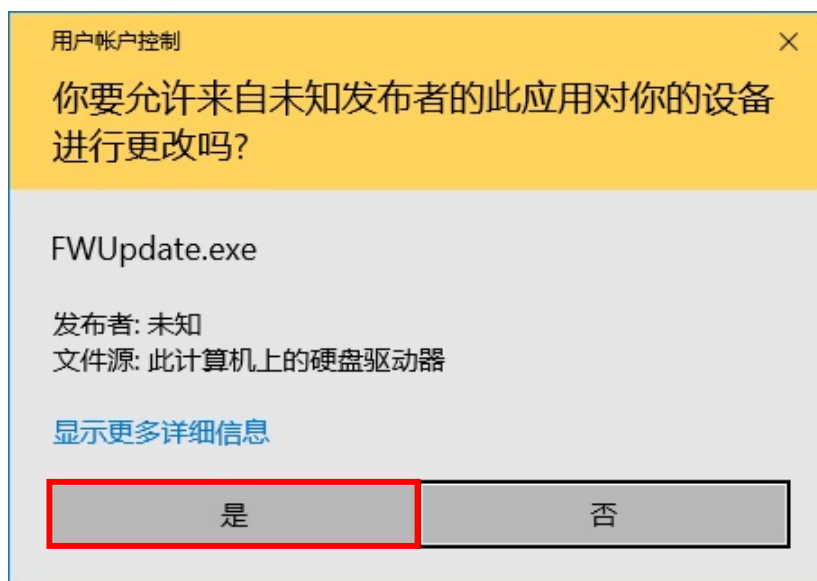 用户帐户控制
你要允许来自未知发布者的此应用对你的设备
进行更改吗?
FWUpdate.exe
发布者: 未知
文件源: 此计算机上的硬盘驱动器
显示更多详细信息
是
否